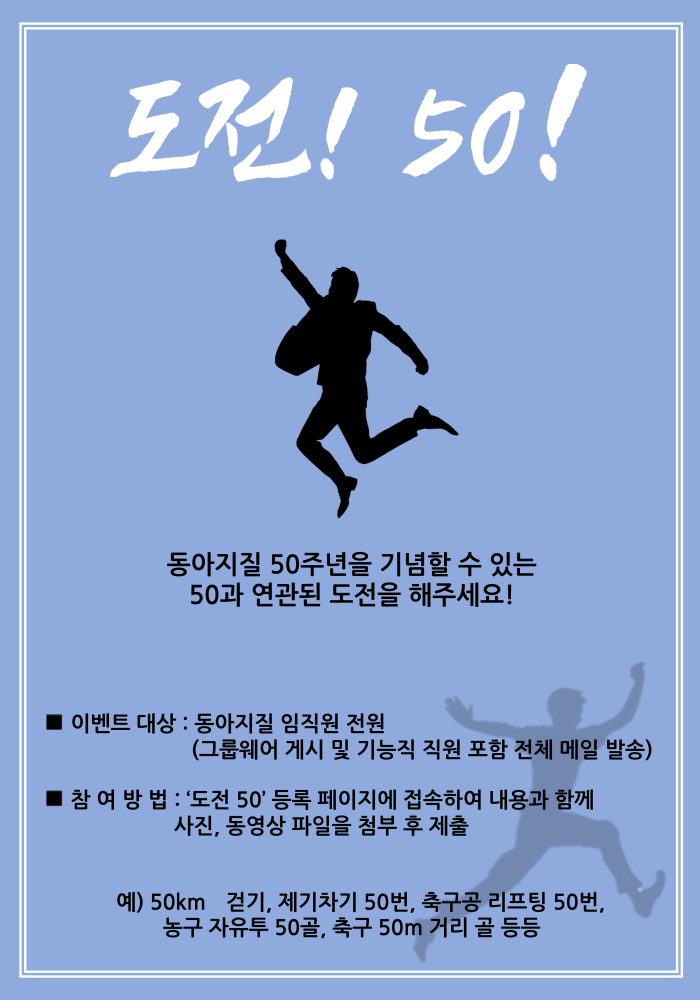 도전! 50!
동아지질 50주년을 기념할 수 있는
50과 연관된 도전을 해주세요!
■ 이벤트 대상 : 동아지질 임직원 전원
(그룹웨어 게시 및 기능직 직원 포함 전체 메일 발송)
■ 참 여 방 법 : ‘도전 50’ 등록 페이지에 접속하여 내용과 함께
사진, 동영상 파일을 첨부 후 제출
예) 50km 걷기, 제기차기 50번, 축구공 리프팅 50번,
농구 자유투 50골, 축구 50m 거리 골 등등